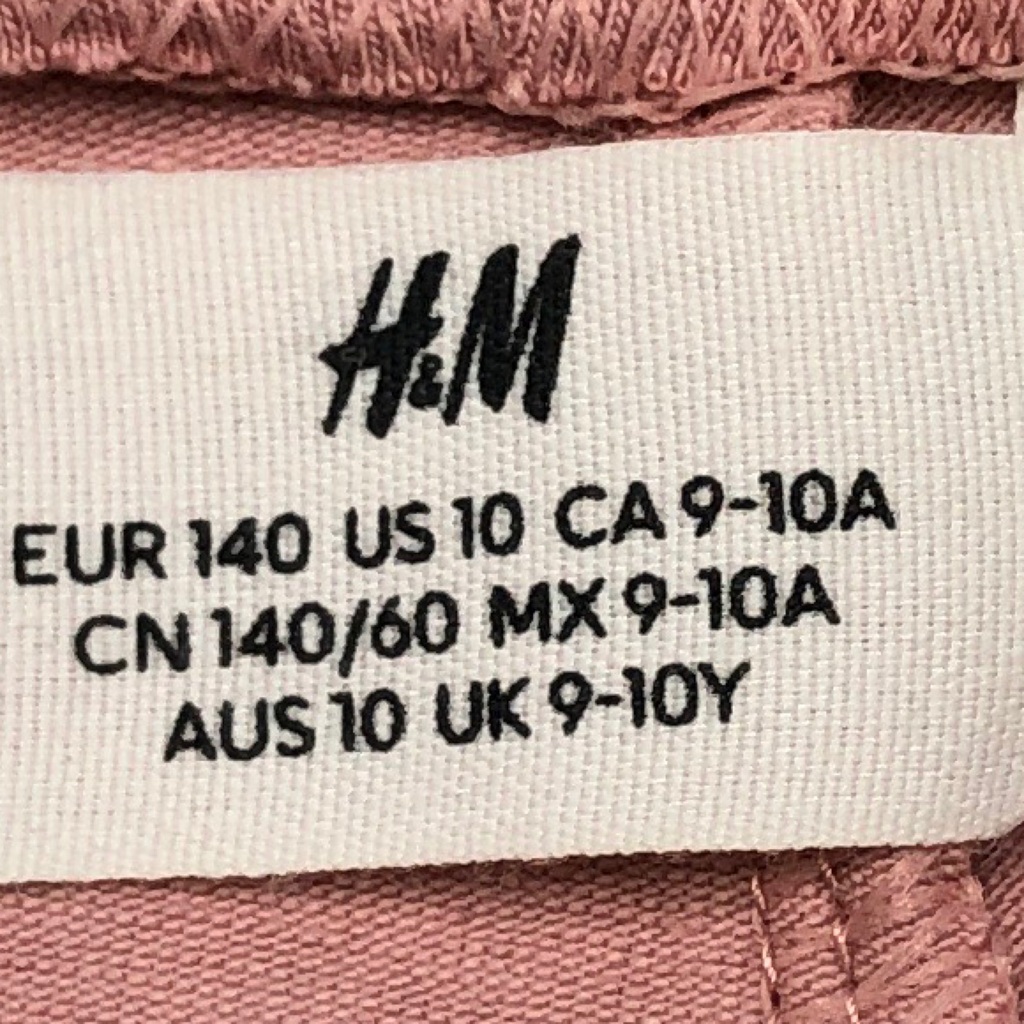 H&M
EUR 140 US 10 CA 9-10A
CN 140/60 MX 9-10A
AUS 10 UK 9-10Y